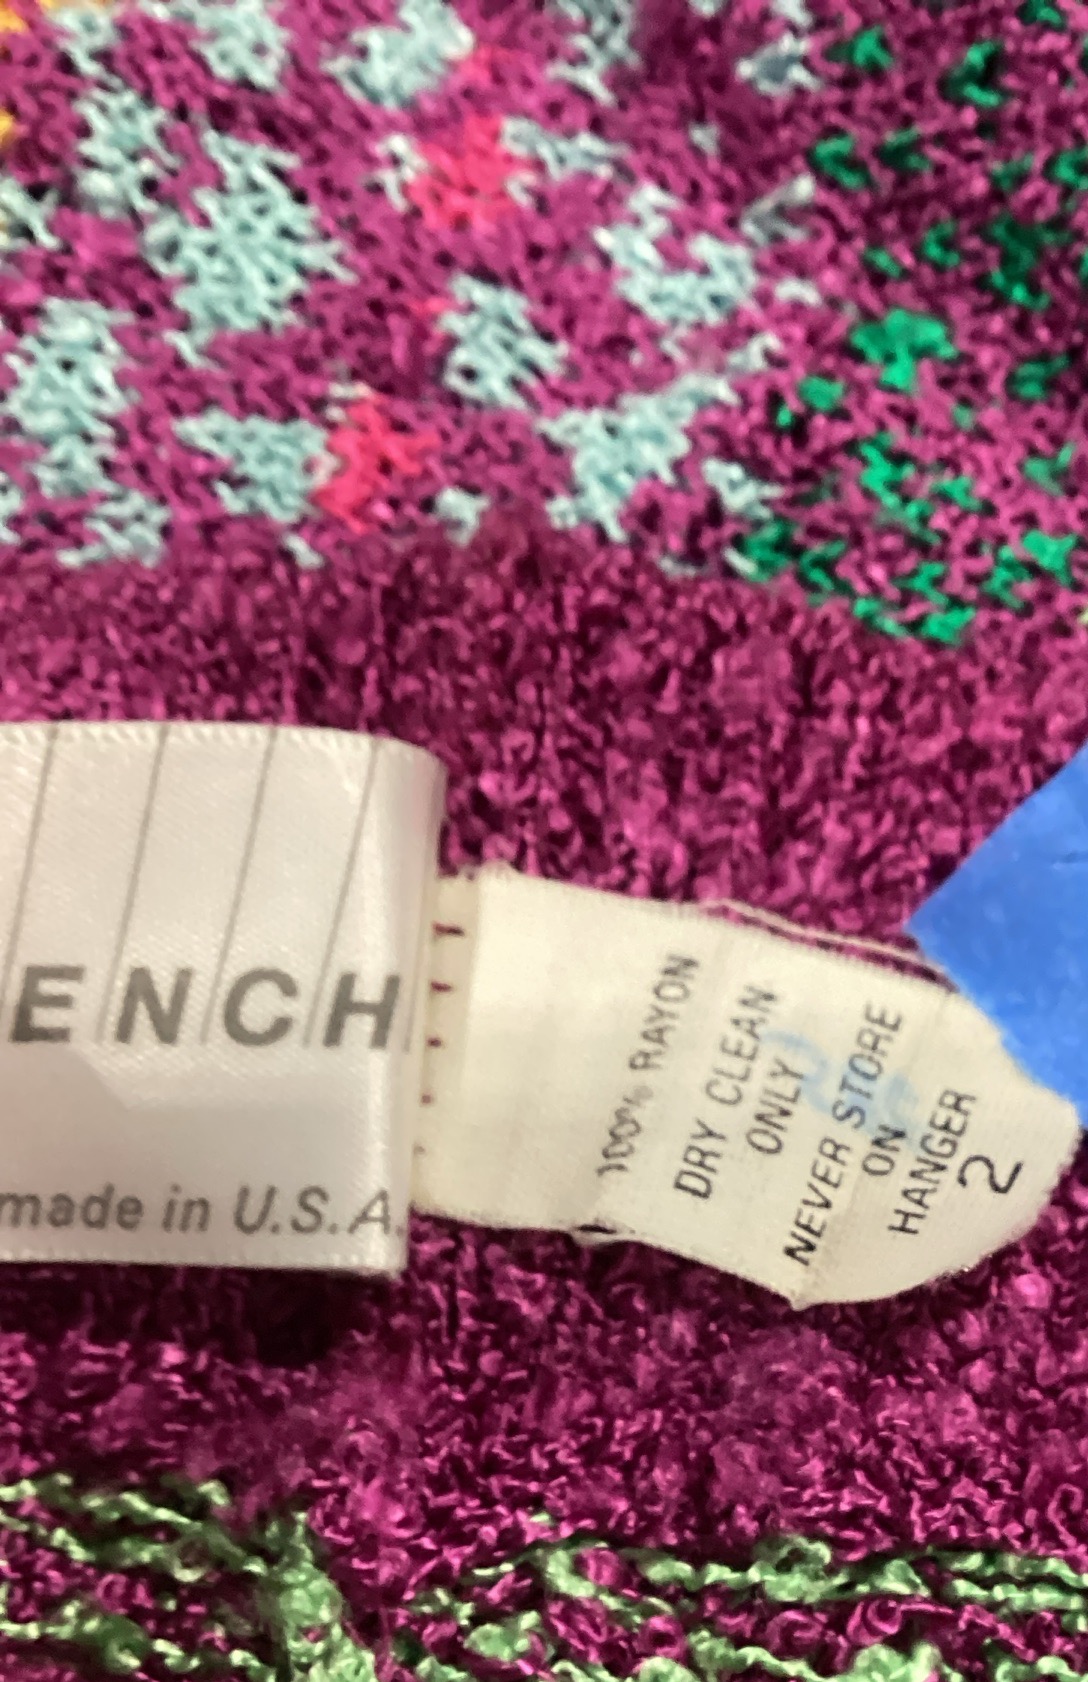 ENCH
made in U.S.A.
100% RAYON
DRY CLEAN
ONLY
NEVER STORE
ON
HANGER
2